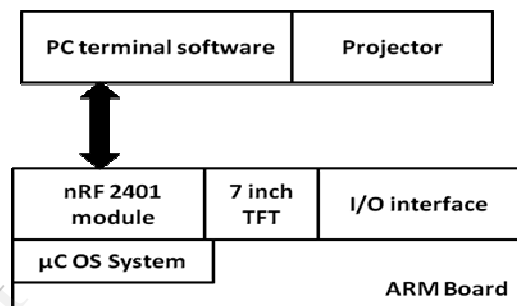 PC terminal software
Projector
nRF 2401
module
7 inch
TFT
I/O interface
μC OS System
ARM Board